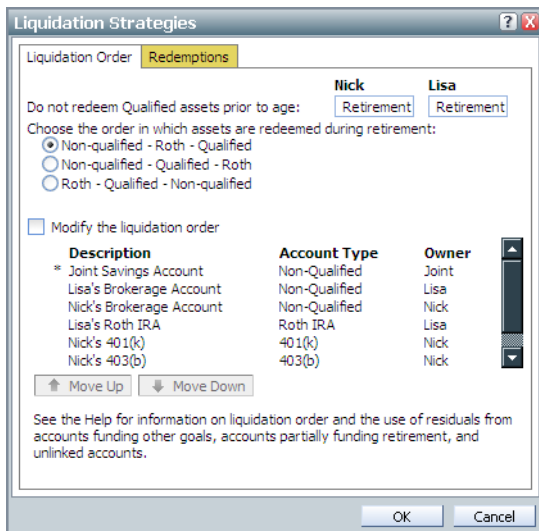 Liquidation Strategies ? X
Liquidation Order Redemptions
Nick Lisa
Do not redeem Qualified assets prior to age: Retirement Retirement
Choose the order in which assets are redeemed during retirement:
Non-qualified - Roth - Qualified
Non-qualified - Qualified - Roth
Roth - Qualified - Non-qualified
Modify the liquidation order
Description Account Type Owner
* Joint Savings Account Non-Qualified Joint
Lisa's Brokerage Account Non-Qualified Lisa
Nick's Brokerage Account Non-Qualified Nick
Lisa's Roth IRA Roth IRA Lisa
Nick's 401(k) 401(k) Nick
Nick's 403(b) 403(b) Nick
Move Up Move Down
See the Help for information on liquidation order and the use of residuals from
accounts funding other goals, accounts partially funding retirement, and
unlinked accounts.
OK Cancel